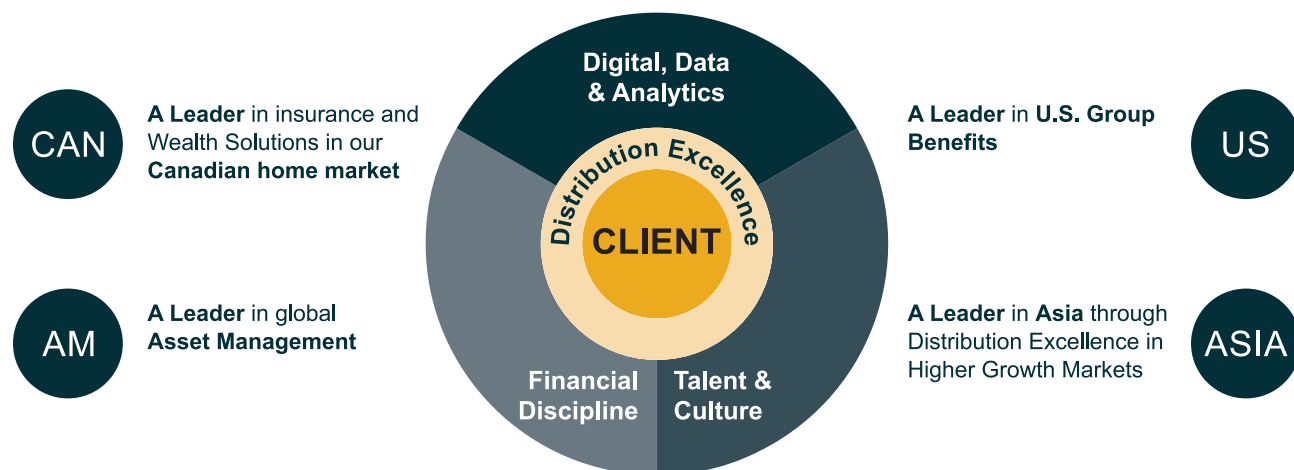 CAN
A Leader in insurance and
Wealth Solutions in our
Canadian home market
AM
A Leader in global
Asset Management
Digital, Data
& Analytics
Distribution Excellence
CLIENT
Financial
Discipline
Talent &
Culture
A Leader in U.S. Group
Benefits
US
A Leader in Asia through
Distribution Excellence in
Higher Growth Markets
ASIA